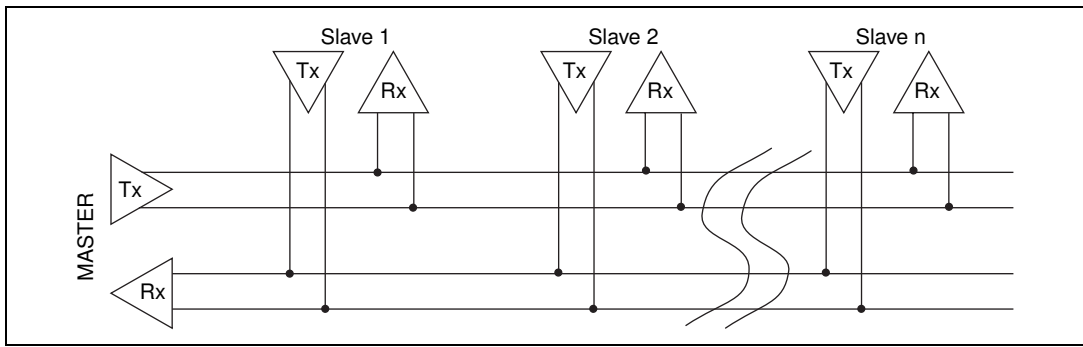 Slave 1
Slave 2
Slave n
Tx
Rx
Tx
Rx
Tx
Rx
MASTER
Tx
Rx